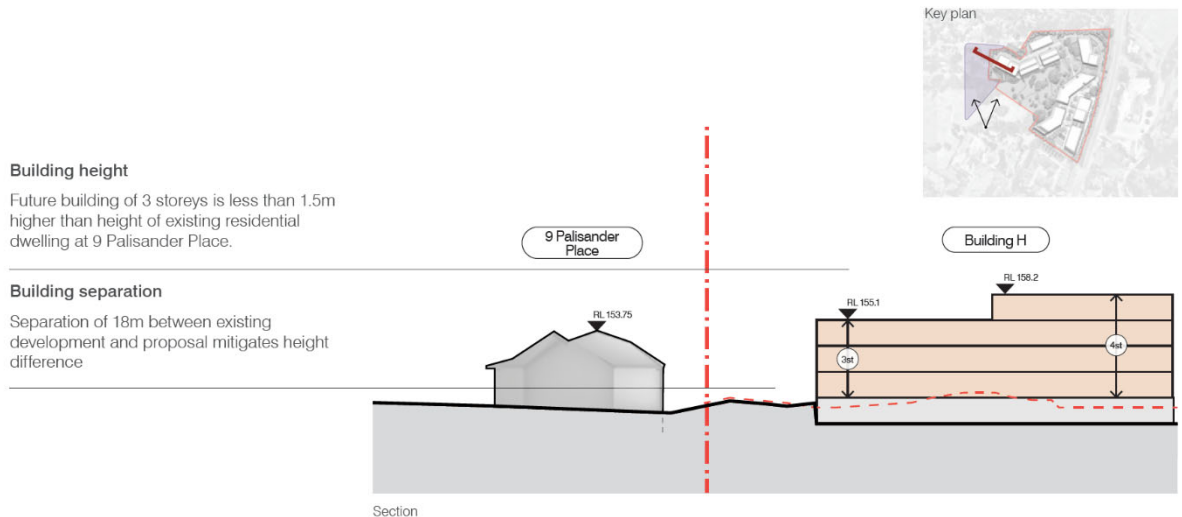 Key plan
Building height
Future building of 3 storeys is less than 1.5m
higher than height of existing residential
dwelling at 9 Palisander Place.
9 Palisander
Place
Building H
Building separation
Separation of 18m between existing
development and proposal mitigates height
difference
RL 153.75
RL 155.1
RL 158.2
3st
4st
Section